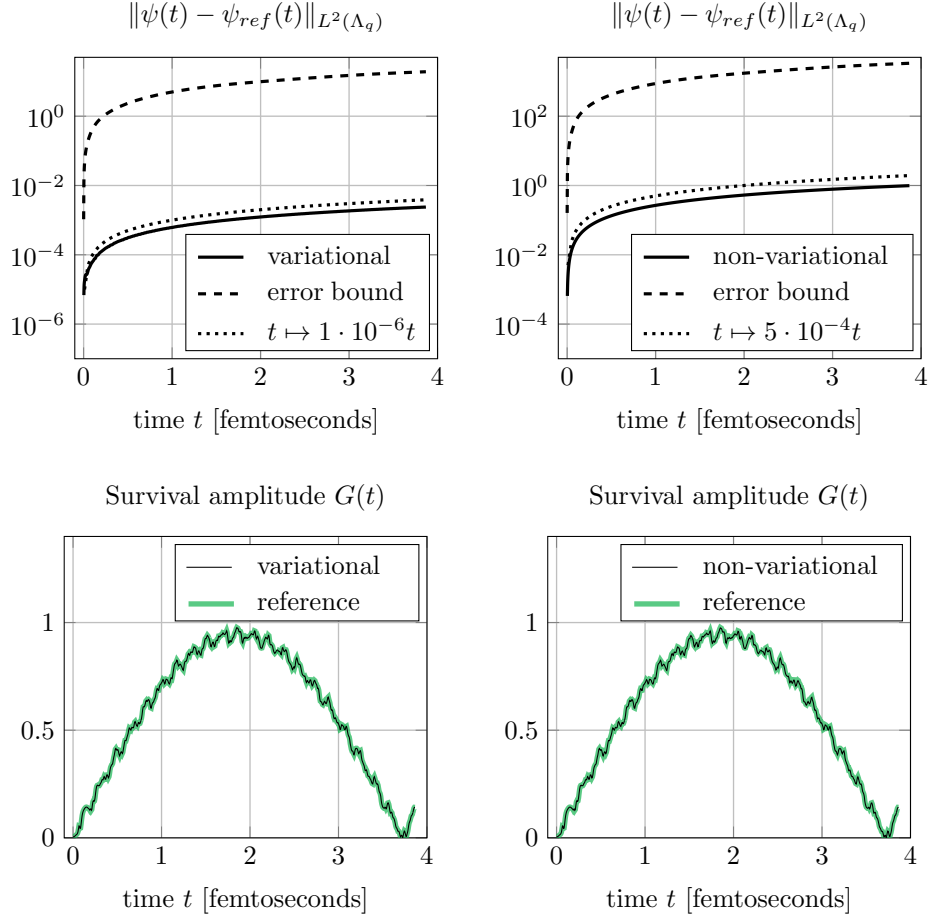 ‖ψ(t) − ψ_ref(t)‖_{L²(Λ_q)}
10^0
10^{−2}
10^{−4}
10^{−6}
variational
error bound
t ↦ 1 · 10^{−6}t
0 1 2 3 4
time t [femtoseconds]
‖ψ(t) − ψ_ref(t)‖_{L²(Λ_q)}
10^2
10^0
10^{−2}
10^{−4}
non-variational
error bound
t ↦ 5 · 10^{−4}t
0 1 2 3 4
time t [femtoseconds]
Survival amplitude G(t)
variational
reference
1
0.5
0
0 1 2 3 4
time t [femtoseconds]
Survival amplitude G(t)
non-variational
reference
1
0.5
0
0 1 2 3 4
time t [femtoseconds]